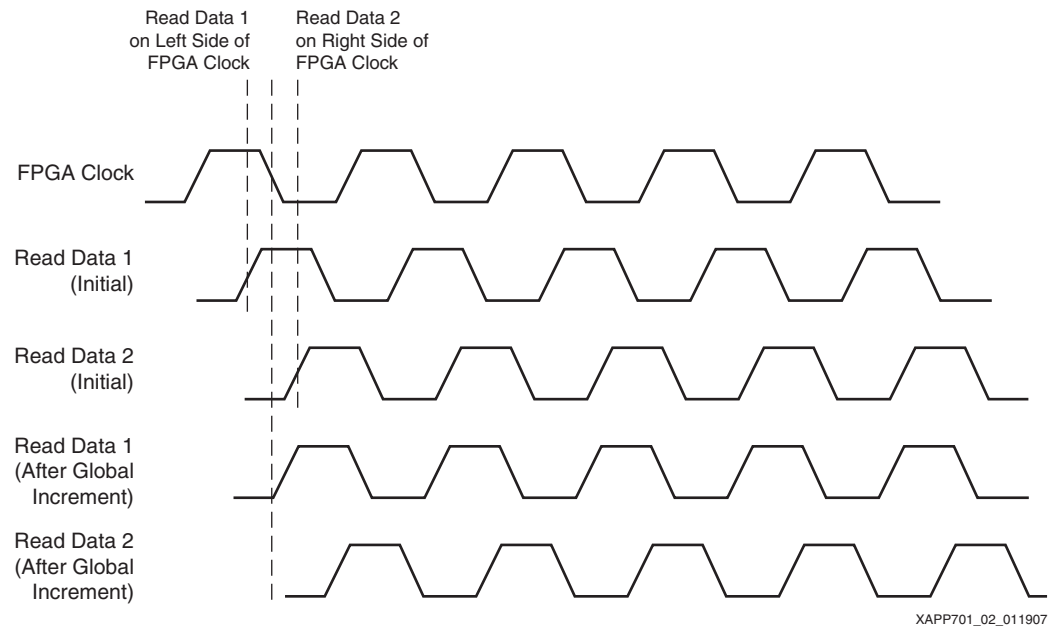 Read Data 1
on Left Side of
FPGA Clock
Read Data 2
on Right Side of
FPGA Clock
FPGA Clock
Read Data 1
(Initial)
Read Data 2
(Initial)
Read Data 1
(After Global
Increment)
Read Data 2
(After Global
Increment)
XAPP701_02_011907